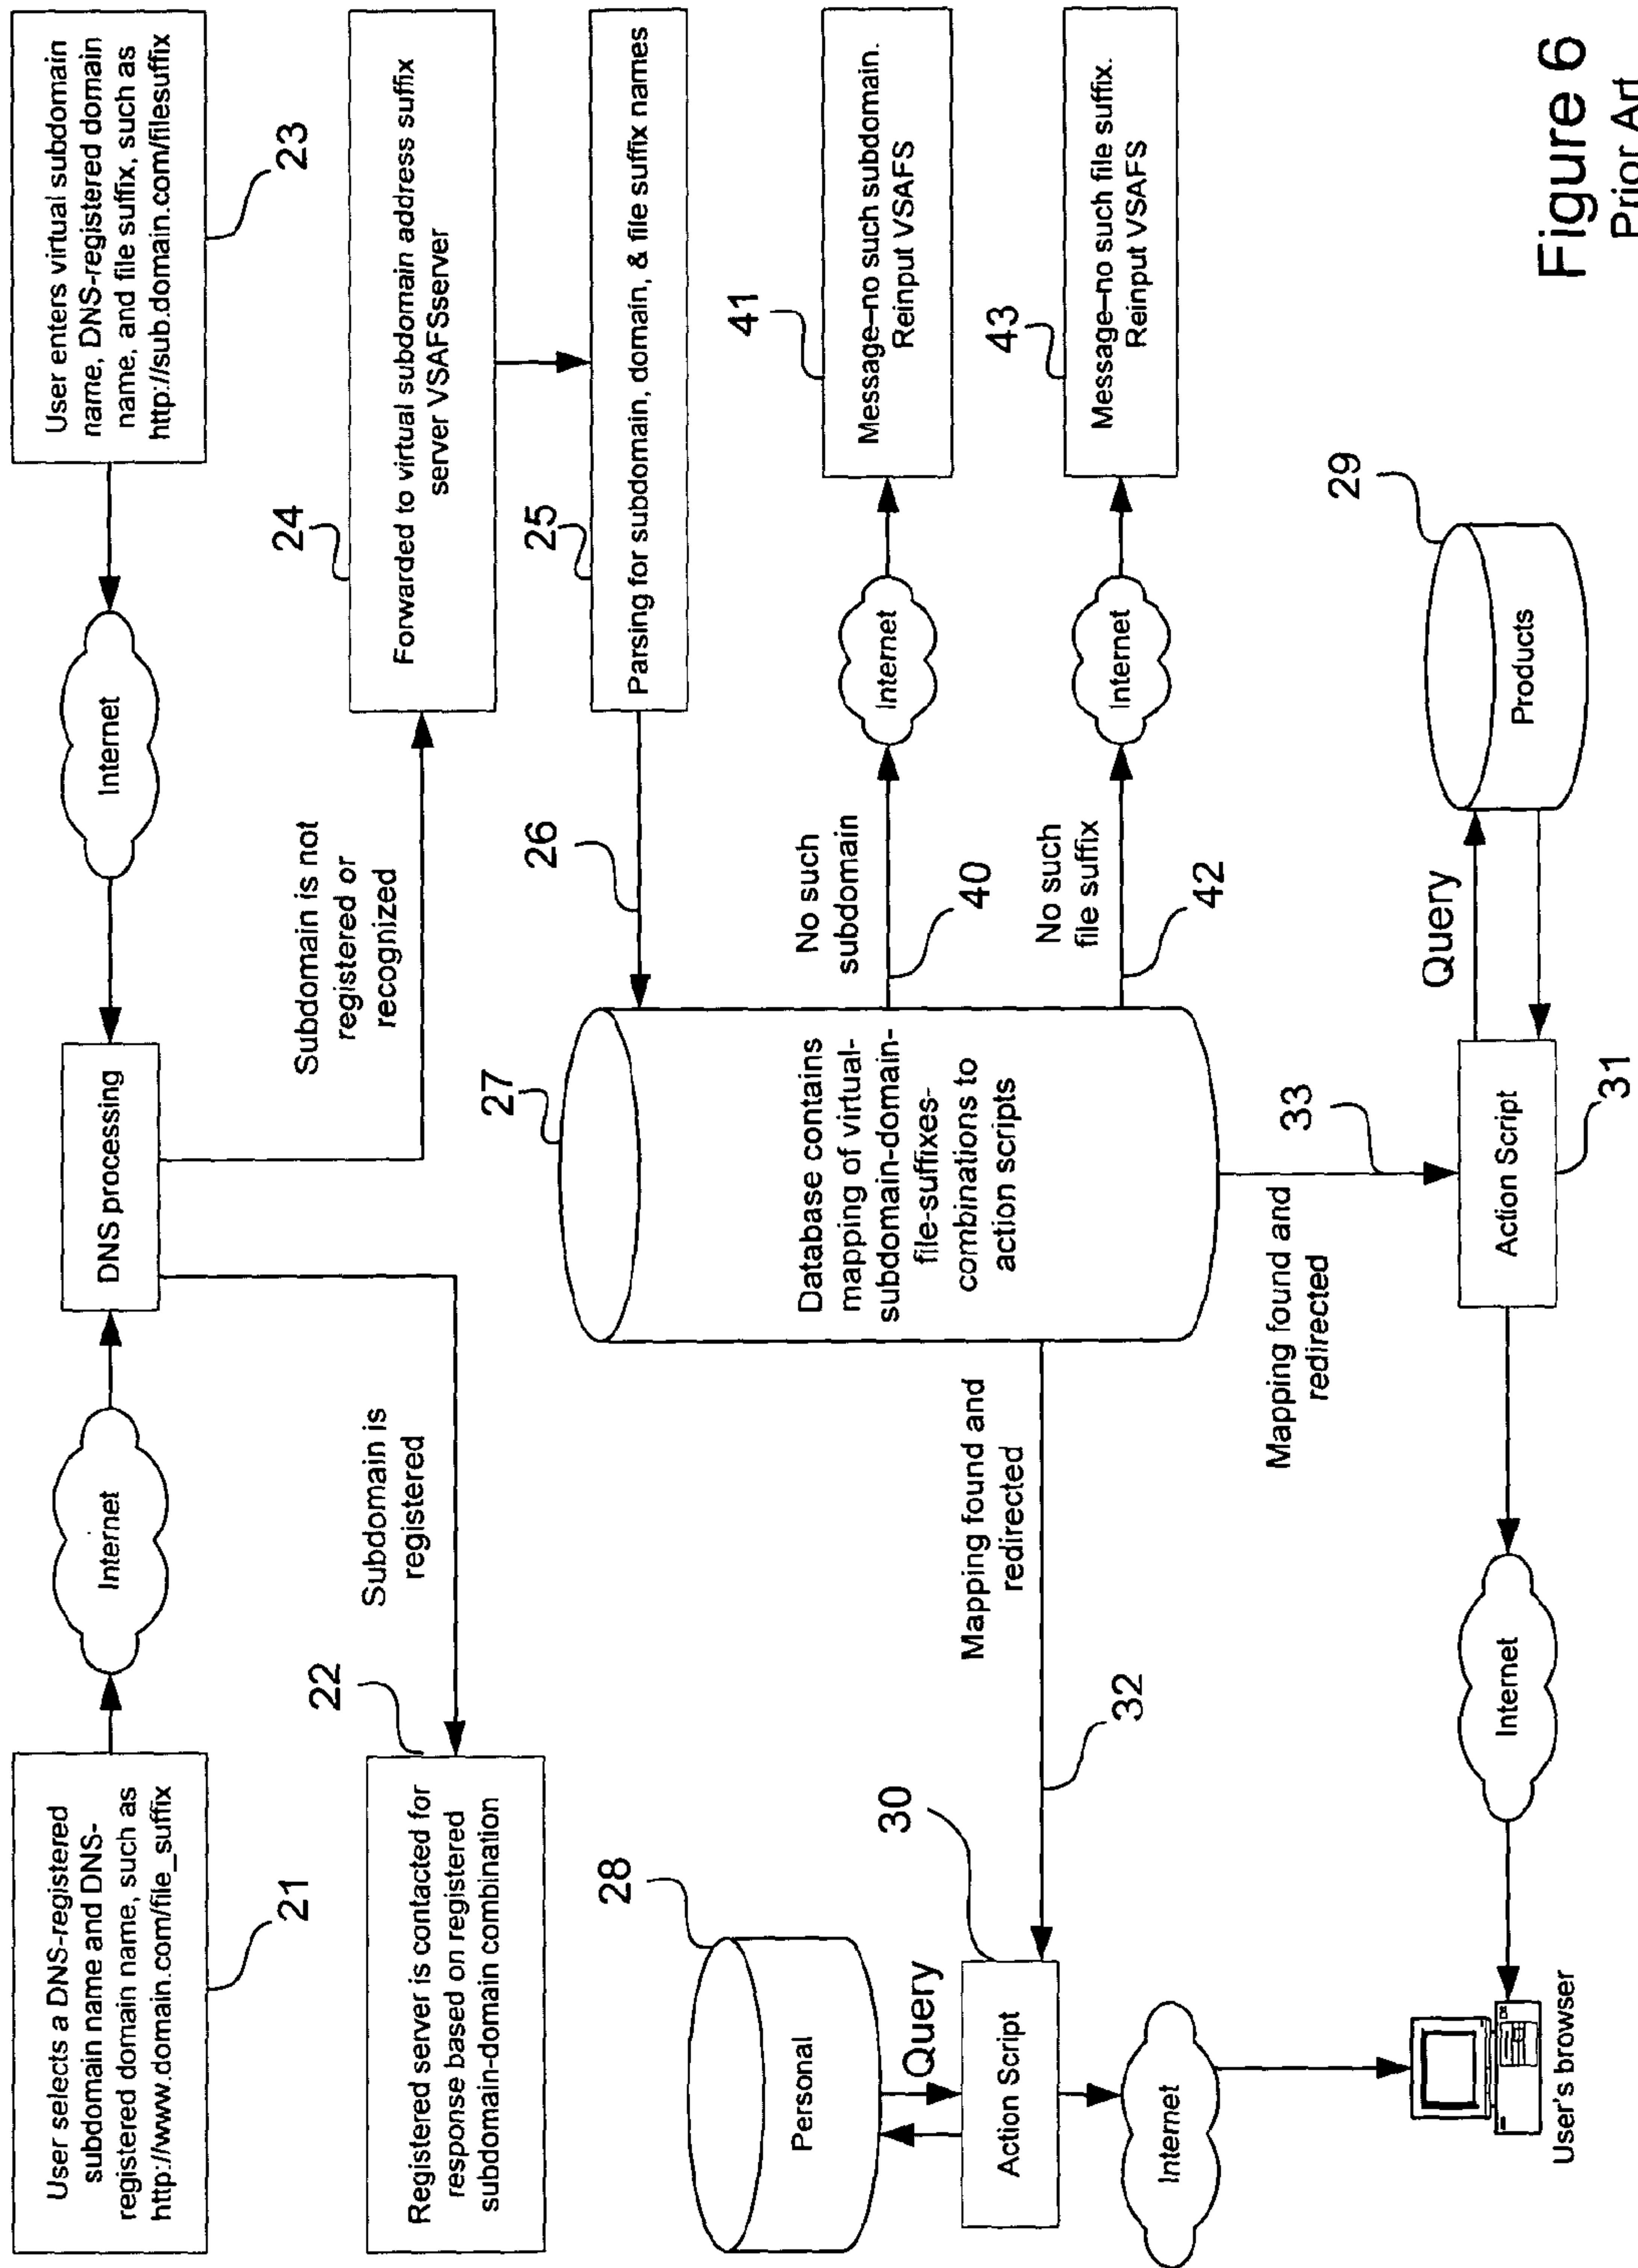 User selects a DNS-registered
subdomain name and DNS-
registered domain name, such as
http://www.domain.com/file_suffix
21
Internet
DNS processing
Internet
User enters virtual subdomain
name, DNS-registered domain
name, and file suffix, such as
http://sub.domain.com/filesuffix
23
22
Registered server is contacted for
response based on registered
subdomain-domain combination
Subdomain is
registered
Subdomain is not
registered or
recognized
24
Forwarded to virtual subdomain address suffix
server VSAFSserver
25
Parsing for subdomain, domain, & file suffix names
26
27
Database contains
mapping of virtual-
subdomain-domain-
file-suffixes-
combinations to
action scripts
No such
subdomain
40
Internet
41
Message–no such subdomain.
Reinput VSAFS
No such
file suffix
42
Internet
43
Message–no such file suffix.
Reinput VSAFS
28
Personal
Query
30
Action Script
Mapping found and
redirected
32
Internet
Mapping found and
redirected
33
Query
29
Products
Action Script
31
Internet
User's browser
Figure 6
Prior Art